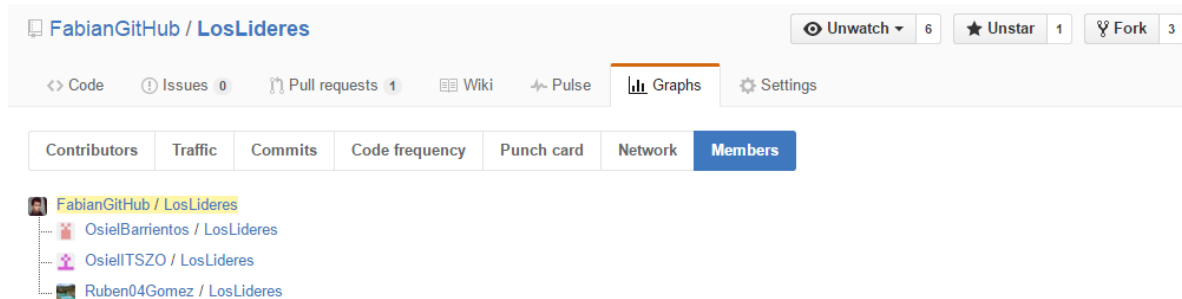 FabianGitHub / LosLideres Unwatch 6 Unstar 1 Fork 3
Code Issues 0 Pull requests 1 Wiki Pulse Graphs Settings
Contributors Traffic Commits Code frequency Punch card Network Members
FabianGitHub / LosLideres
OsielBarrientos / LosLideres
OsielITSZO / LosLideres
Ruben04Gomez / LosLideres